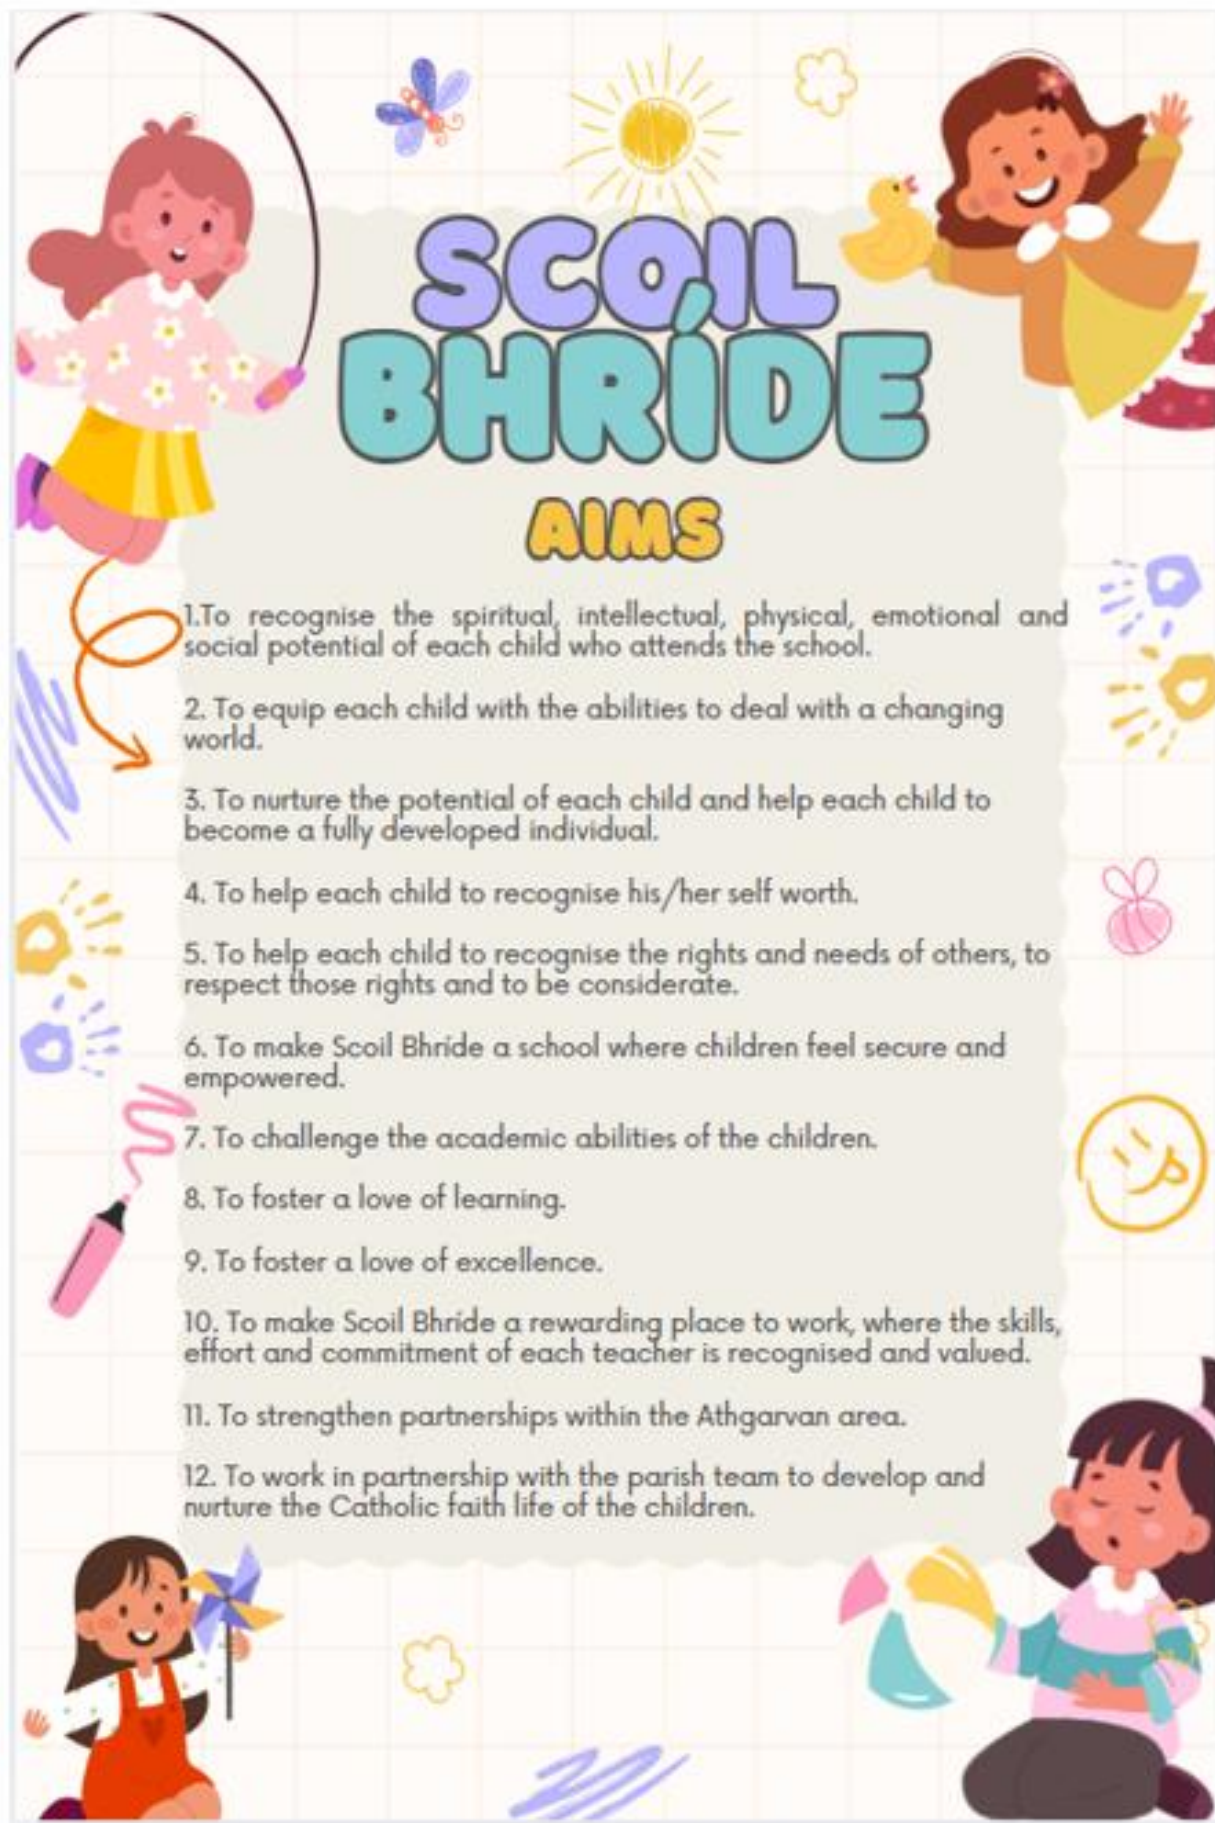 SCOIL
BHRÍDE
AIMS
1.To recognise the spiritual, intellectual, physical, emotional and
social potential of each child who attends the school.
2. To equip each child with the abilities to deal with a changing
world.
3. To nurture the potential of each child and help each child to
become a fully developed individual.
4. To help each child to recognise his/her self worth.
5. To help each child to recognise the rights and needs of others, to
respect those rights and to be considerate.
6. To make Scoil Bhríde a school where children feel secure and
empowered.
7. To challenge the academic abilities of the children.
8. To foster a love of learning.
9. To foster a love of excellence.
10. To make Scoil Bhríde a rewarding place to work, where the skills,
effort and commitment of each teacher is recognised and valued.
11. To strengthen partnerships within the Athgarvan area.
12. To work in partnership with the parish team to develop and
nurture the Catholic faith life of the children.